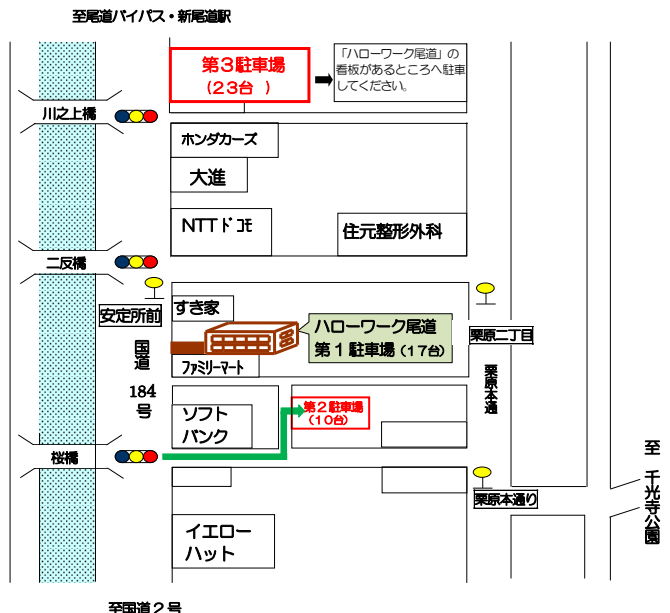 至尾道バイパス・新尾道駅
第3駐車場
(23台　)
「ハローワーク尾道」の
看板があるところへ駐車
してください。
川之上橋
ホンダカーズ
大進
NTTドコモ
住元整形外科
二反橋
安定所前
すき家
ハローワーク尾道
第1駐車場(17台)
栗原二丁目
国道
184
号
ファミリーマート
栗原本通
第2駐車場
(10台)
ソフト
バンク
桜橋
栗原本通り
至 千光寺公園
イエロー
ハット
至国道2号